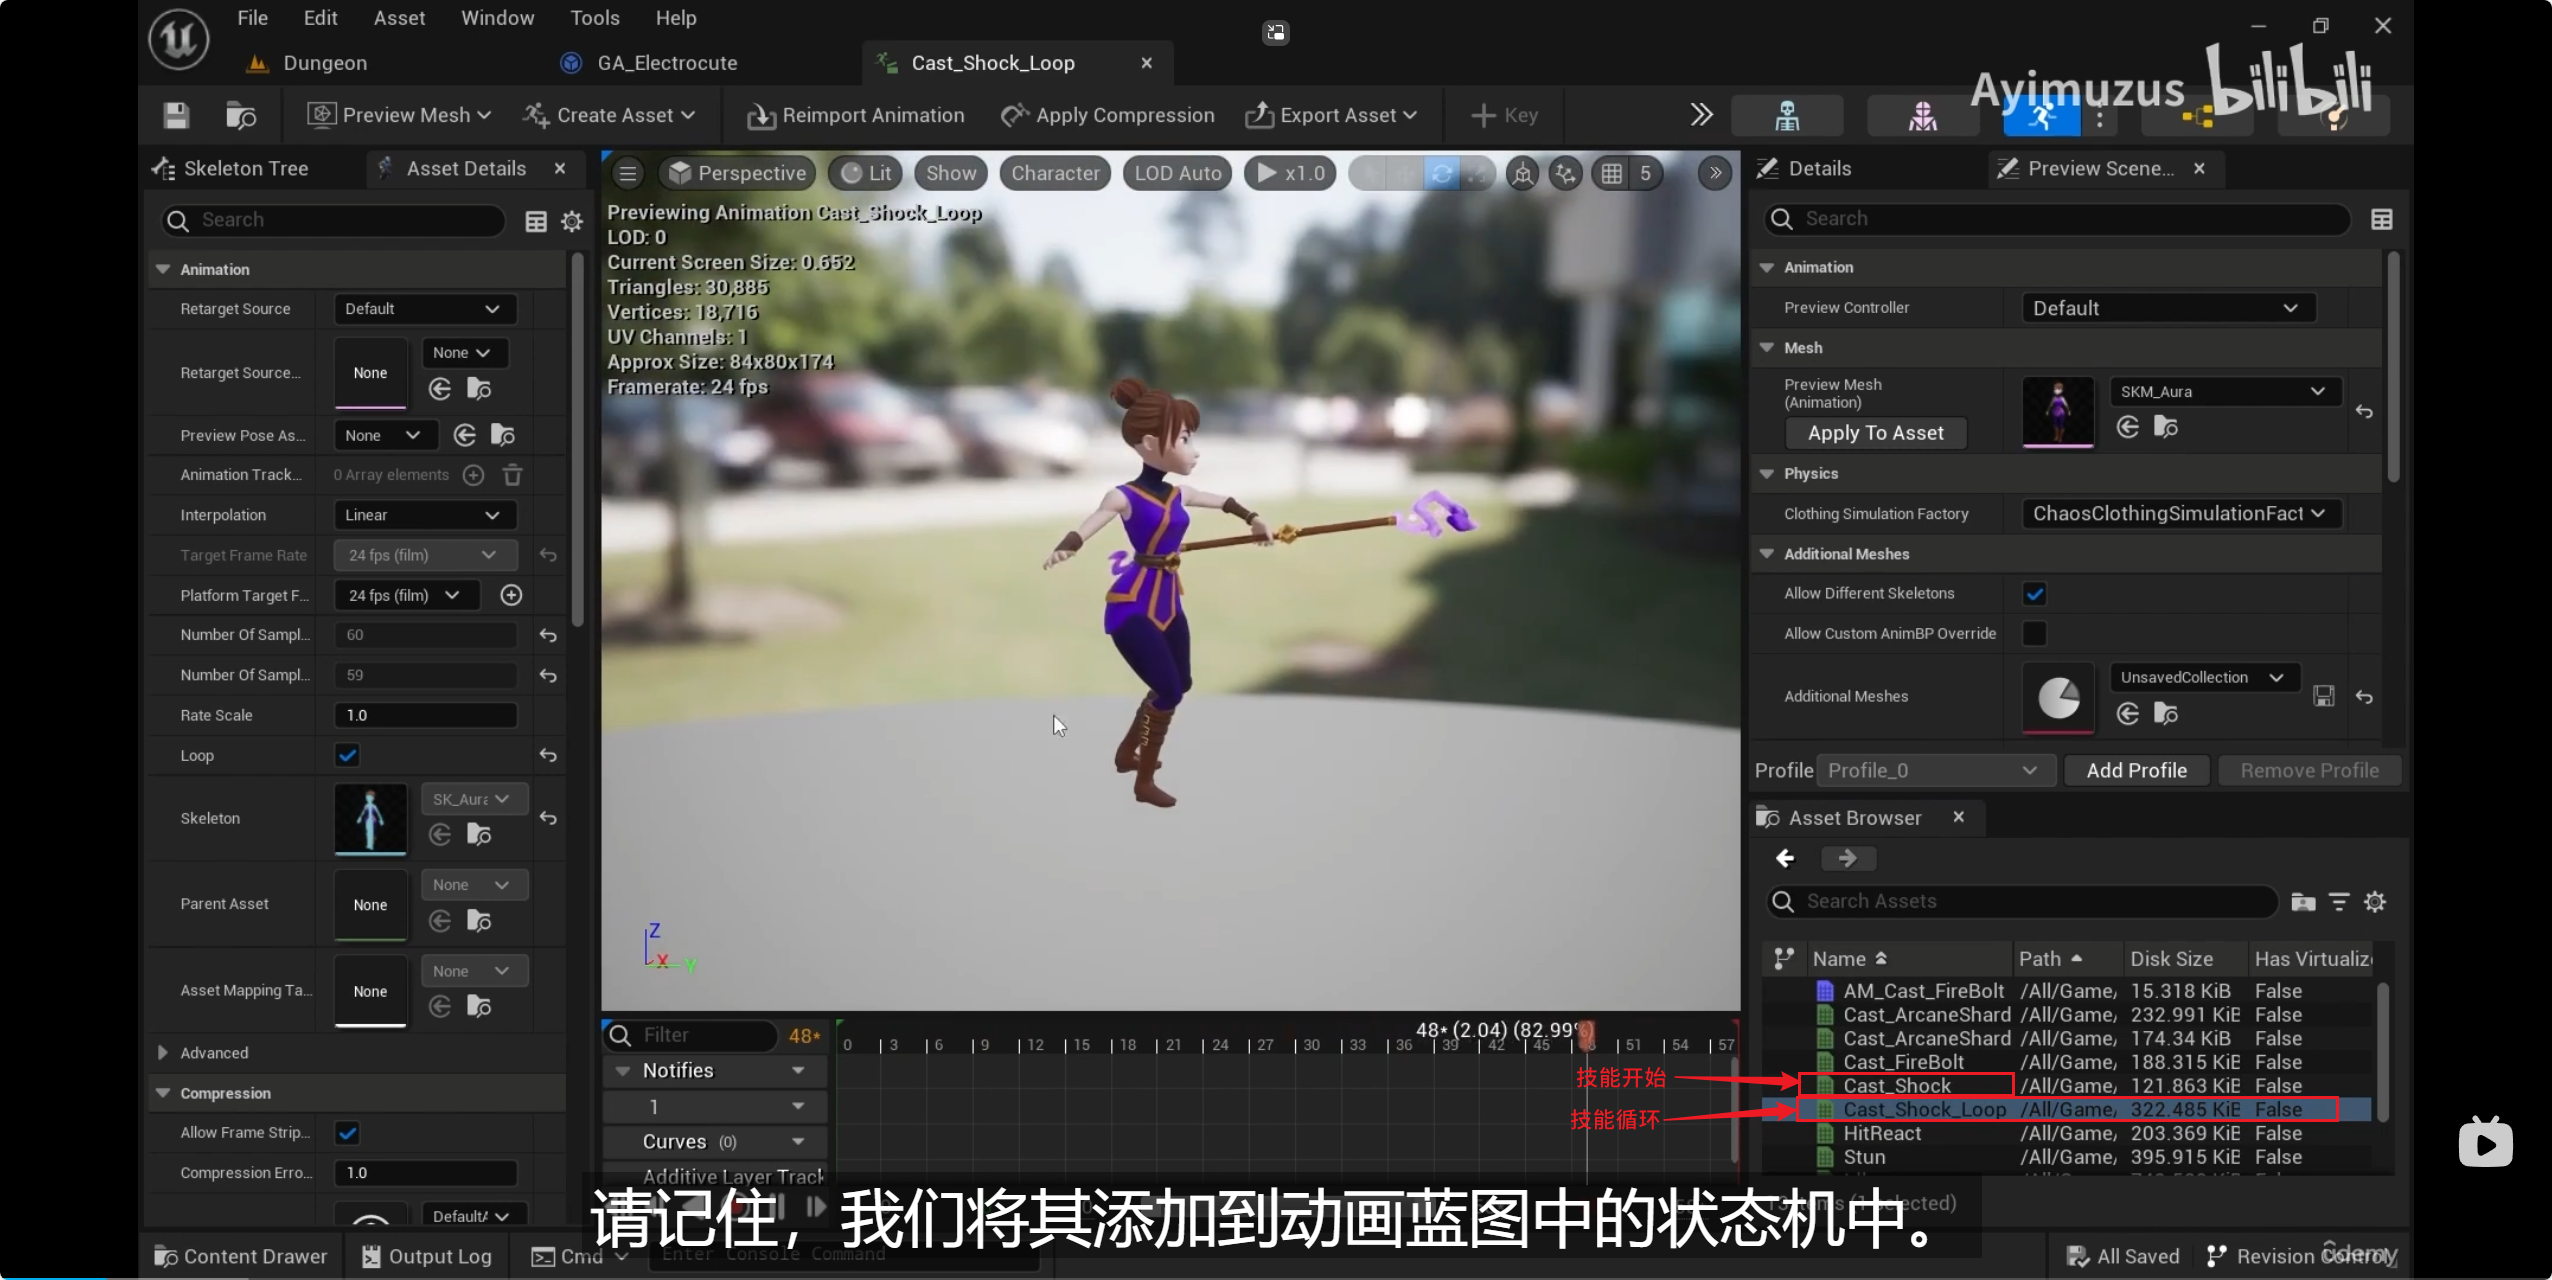 File Edit Asset Window Tools Help
Dungeon GA_Electrocute Cast_Shock_Loop
Ayimuzus bilibili
Preview Mesh Create Asset Reimport Animation Apply Compression Export Asset Key
Skeleton Tree Asset Details
Search
Animation
Retarget Source Default
Retarget Source... None None
Preview Pose As... None
Animation Track... 0 Array elements
Interpolation Linear
Target Frame Rate 24 fps (film)
Platform Target F... 24 fps (film)
Number Of Sampl... 60
Number Of Sampl... 59
Rate Scale 1.0
Loop
Skeleton
Parent Asset None None
Asset Mapping Ta... None None
Advanced
Compression
Allow Frame Strip...
Compression Erro... 1.0
Perspective Lit Show Character LOD Auto x1.0 5
Previewing Animation Cast_Shock_Loop
LOD: 0
Current Screen Size: 0.652
Triangles: 30,885
Vertices: 18,716
UV Channels: 1
Approx Size: 84x80x174
Framerate: 24 fps
Z
X Y
Filter 48*
48* (2.04) (82.99%)
0 3 6 9 12 15 18 21 24 27 30 33 36 39 42 45 51 54 57
Notifies
1
Curves (0)
Additive Layer Track
技能开始
技能循环
Details Preview Scene...
Search
Animation
Preview Controller Default
Mesh
Preview Mesh
(Animation) SKM_Aura
Apply To Asset
Physics
Clothing Simulation Factory ChaosClothingSimulationFact
Additional Meshes
Allow Different Skeletons
Allow Custom AnimBP Override
Additional Meshes UnsavedCollection
Profile Profile_0 Add Profile Remove Profile
Asset Browser
Search Assets
Name Path Disk Size Has Virtualiz
AM_Cast_FireBolt /All/Game/ 15.318 KiB False
Cast_ArcaneShard /All/Game/ 232.991 KiB False
Cast_ArcaneShard /All/Game/ 174.34 KiB False
Cast_FireBolt /All/Game/ 188.315 KiB False
Cast_Shock /All/Game/ 121.863 KiB False
Cast_Shock_Loop /All/Game/ 322.485 KiB False
HitReact /All/Game/ 203.369 KiB False
Stun /All/Game/ 395.915 KiB False
请记住，我们将其添加到动画蓝图中的状态机中。
Content Drawer Output Log Cmd Enter Console Command All Saved Revision Control
ûdemy